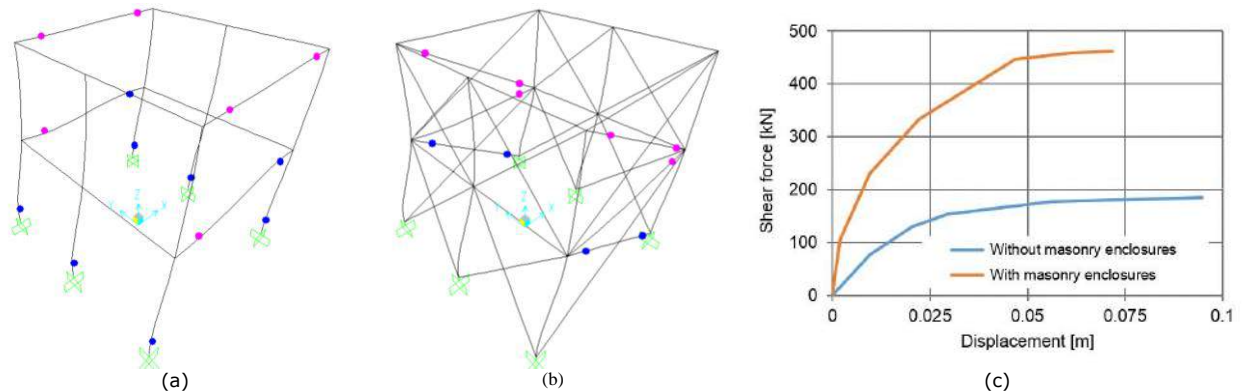 Z
Y
X
(a)
Z
Y
X
(b)
500
400
300
200
100
0
Shear force [kN]
Without masonry enclosures
With masonry enclosures
0
0.025
0.05
0.075
0.1
Displacement [m]
(c)